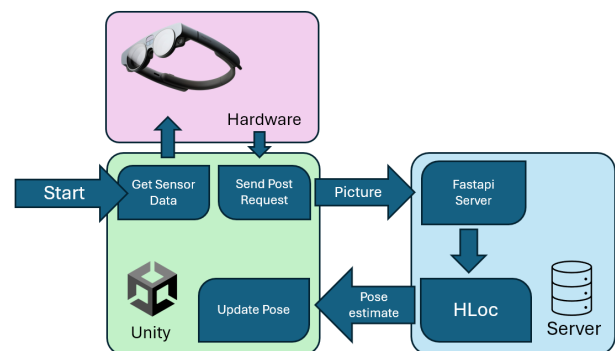 Hardware
Start
Get Sensor
Data
Send Post
Request
Picture
Fastapi
Server
Update Pose
Pose
estimate
HLoc
Unity
Server